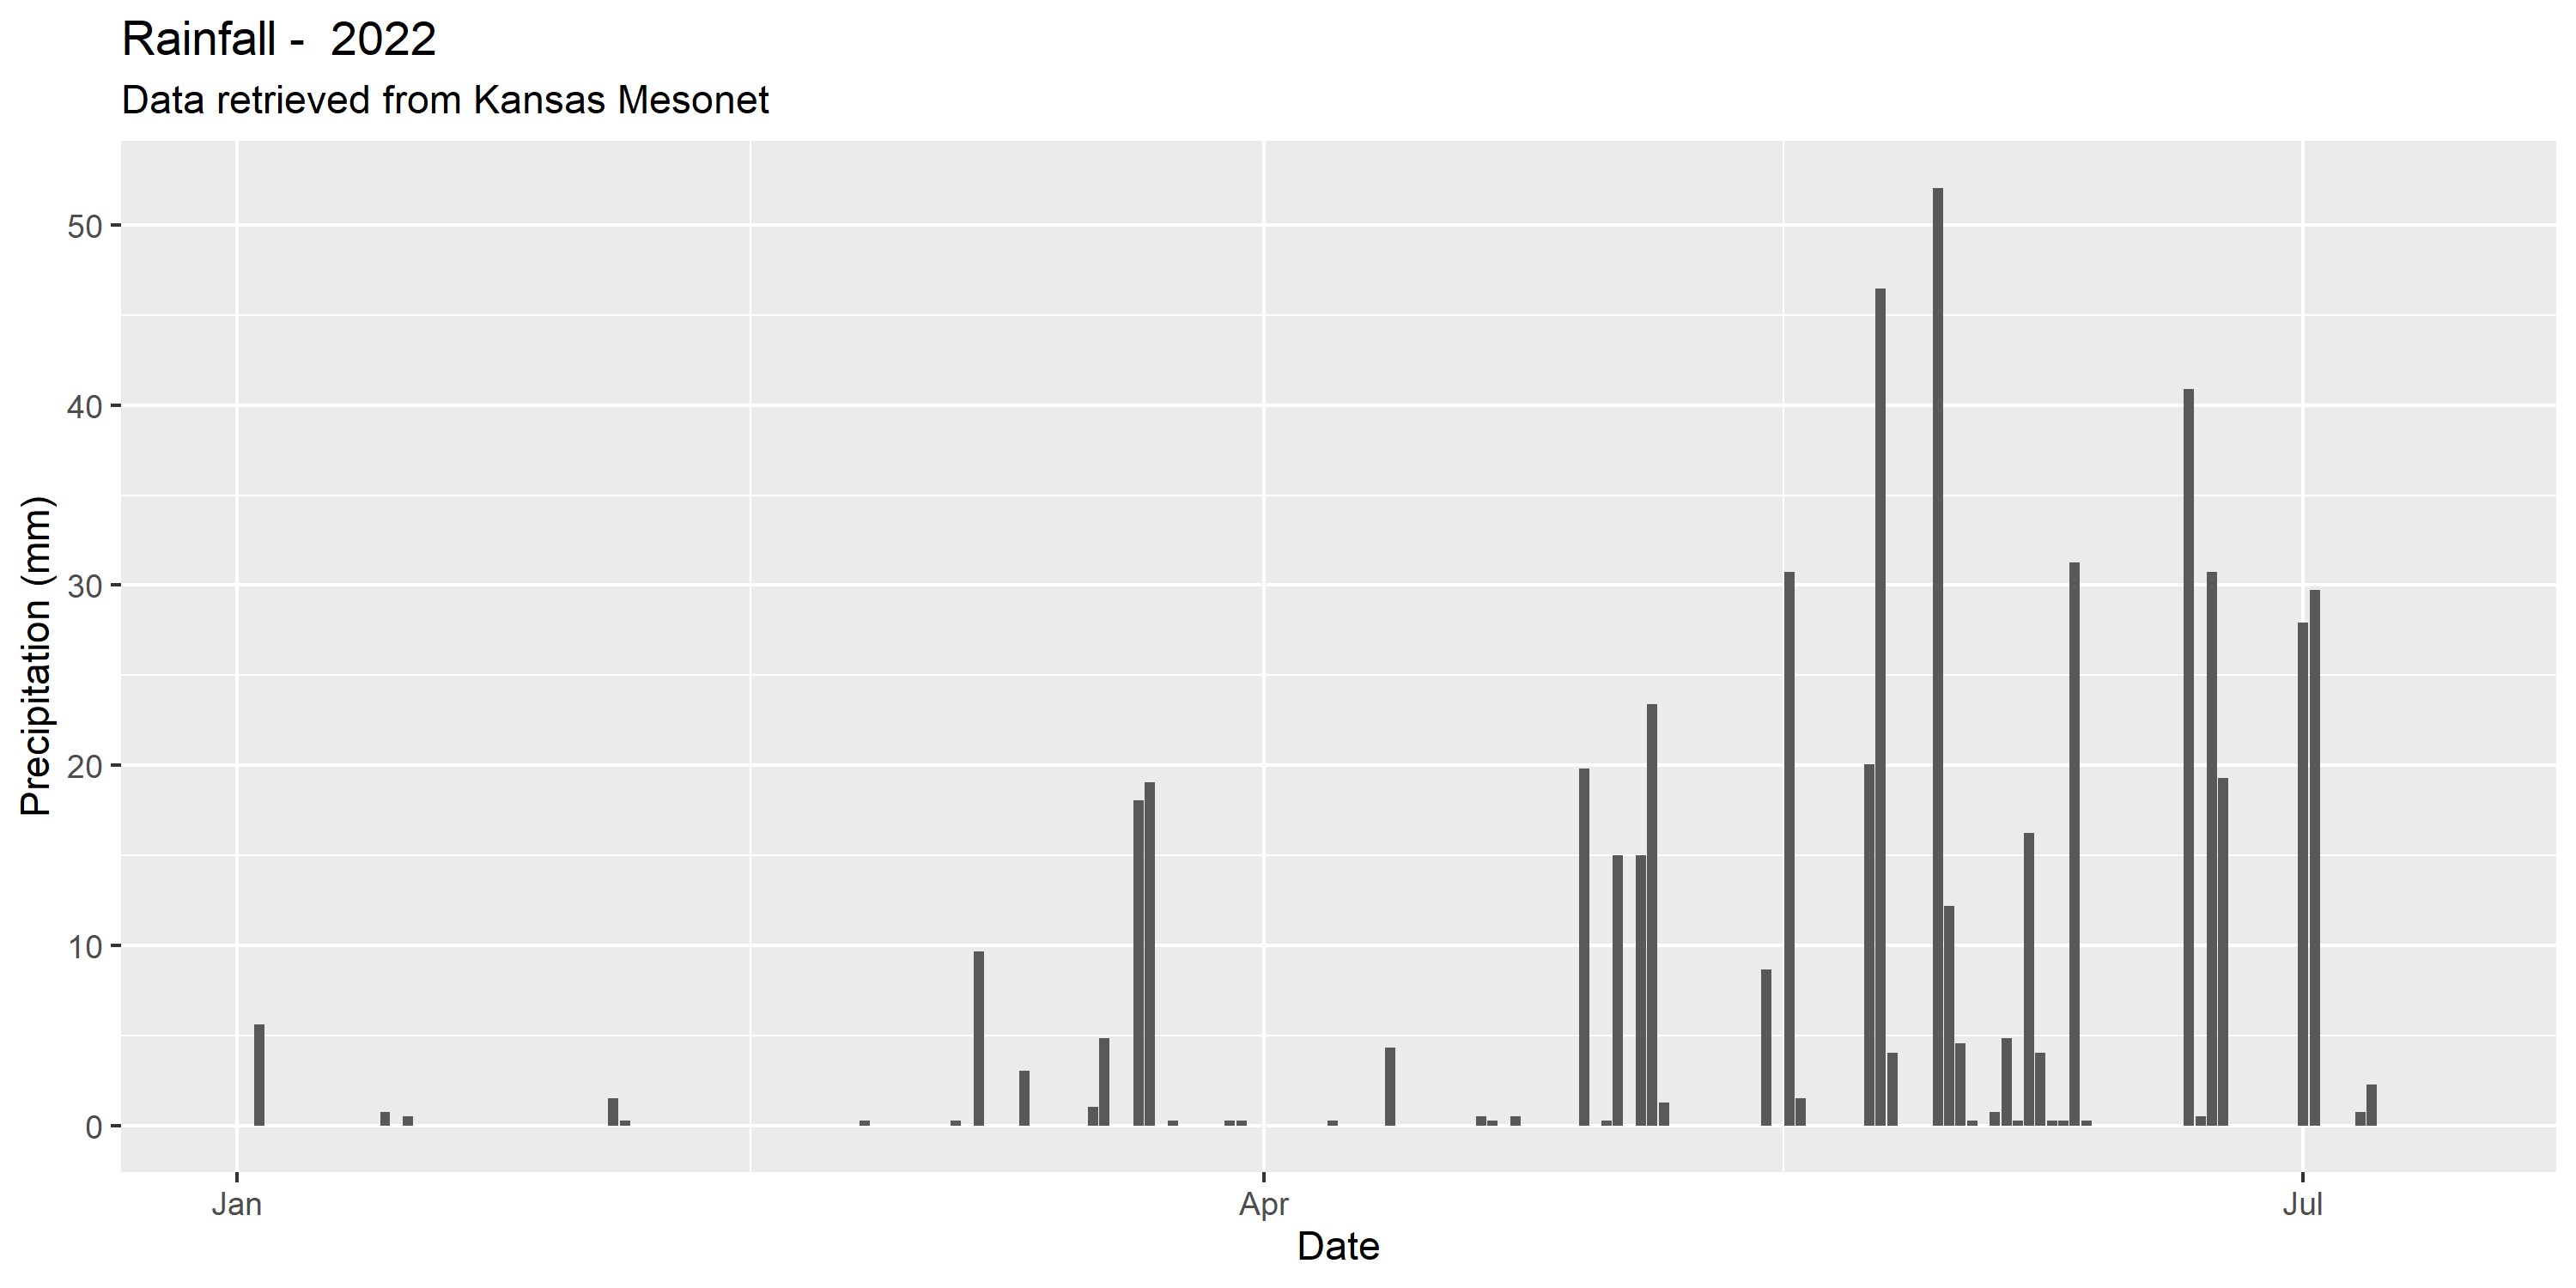 Rainfall -  2022
Data retrieved from Kansas Mesonet
Precipitation (mm)
50
40
30
20
10
0
Jan Apr Jul
Date